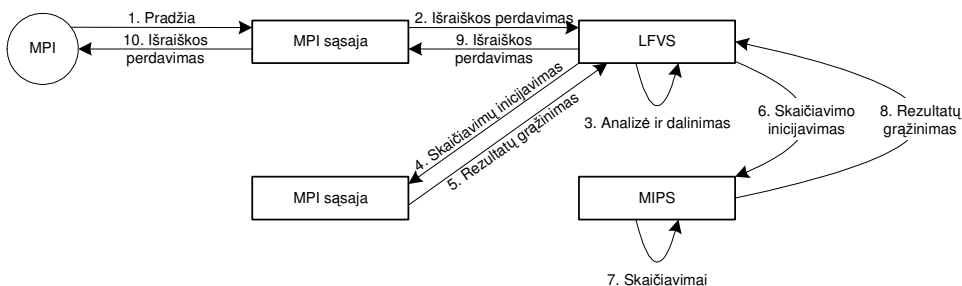 1. Pradžia
2. Išraiškos perdavimas
MPI
MPI sąsaja
LFVS
10. Išraiškos
perdavimas
9. Išraiškos
perdavimas
4. Skaičiavimų inicijavimas
5. Rezultatų grąžinimas
3. Analizė ir dalinimas
6. Skaičiavimo
inicijavimas
8. Rezultatų
grąžinimas
MPI sąsaja
MIPS
7. Skaičiavimai